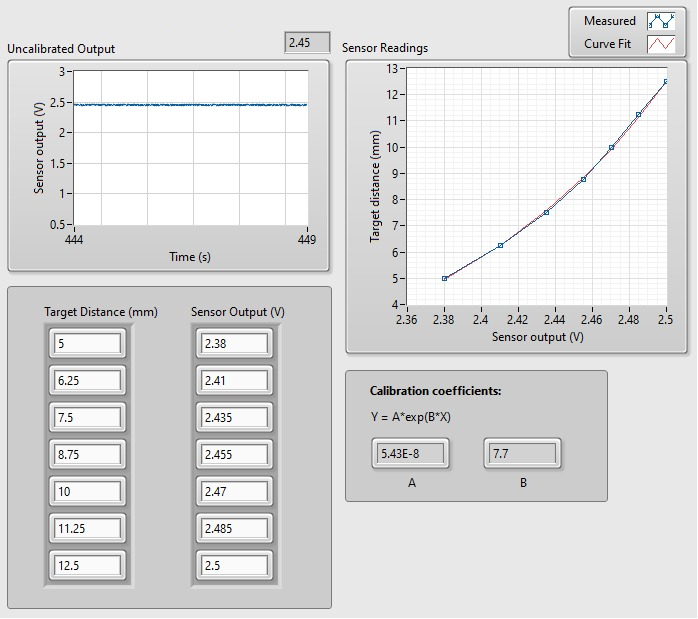 Uncalibrated Output
2.45
3
2.5
2
1.5
1
0.5
444
449
Sensor output (V)
Time (s)
Sensor Readings
Measured
Curve Fit
13
12
11
10
9
8
7
6
5
4
2.36 2.38 2.4 2.42 2.44 2.46 2.48 2.5
Target distance (mm)
Sensor output (V)
Target Distance (mm) Sensor Output (V)
5 2.38
6.25 2.41
7.5 2.435
8.75 2.455
10 2.47
11.25 2.485
12.5 2.5
Calibration coefficients:
Y = A*exp(B*X)
5.43E-8 7.7
A B